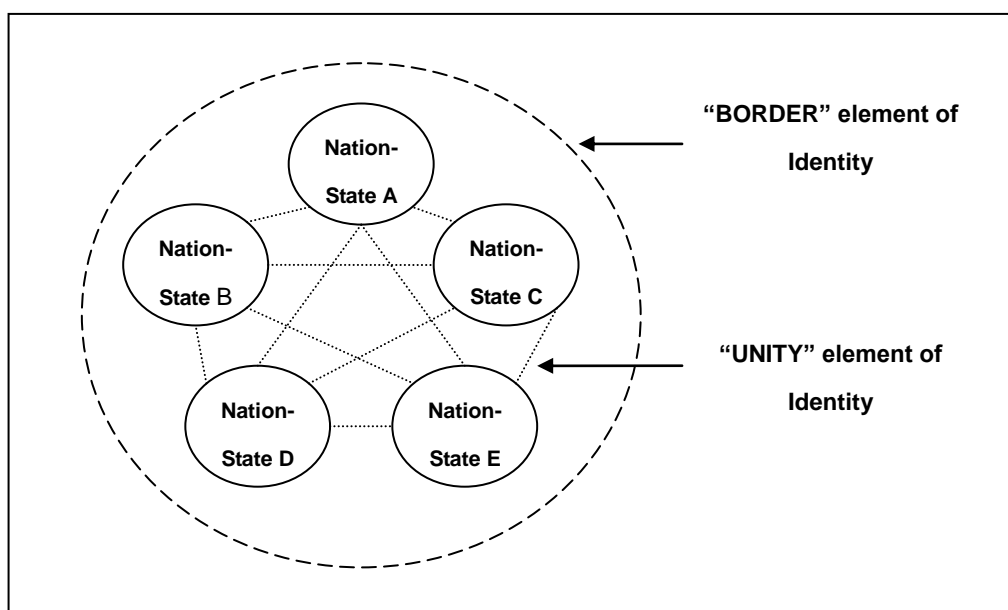 “BORDER” element of
Identity
Nation-
State A
Nation-
State B
Nation-
State C
“UNITY” element of
Identity
Nation-
State D
Nation-
State E